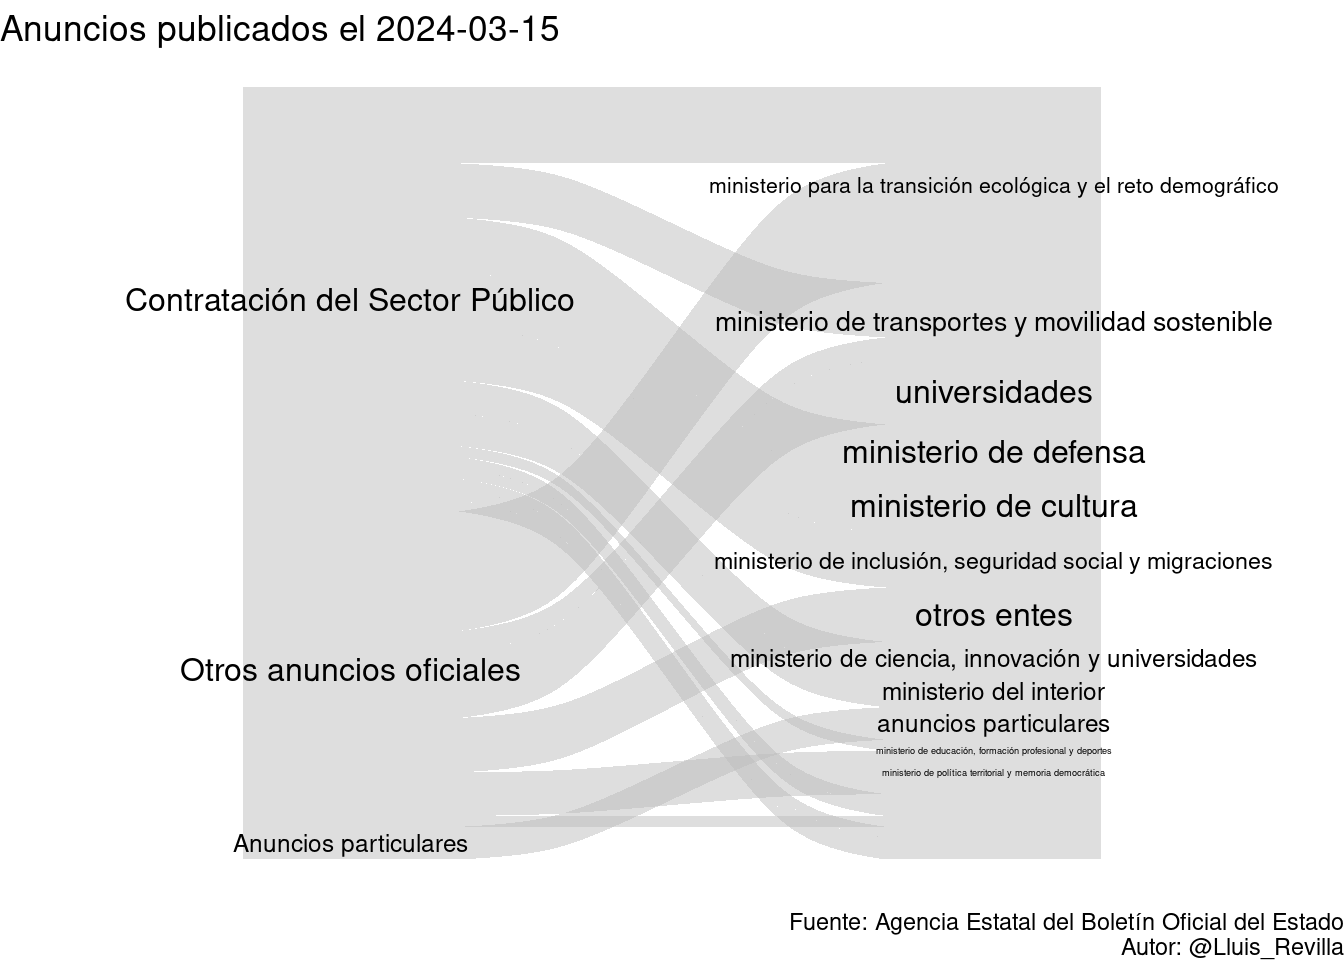 Anuncios publicados el 2024-03-15
ministerio para la transición ecológica y el reto demográfico
Contratación del Sector Público
ministerio de transportes y movilidad sostenible
universidades
ministerio de defensa
ministerio de cultura
ministerio de inclusión, seguridad social y migraciones
otros entes
ministerio de ciencia, innovación y universidades
Otros anuncios oficiales
ministerio del interior
anuncios particulares
ministerio de educación, formación profesional y deportes
ministerio de política territorial y memoria democrática
Anuncios particulares
Fuente: Agencia Estatal del Boletín Oficial del Estado
Autor: @Lluis_Revilla